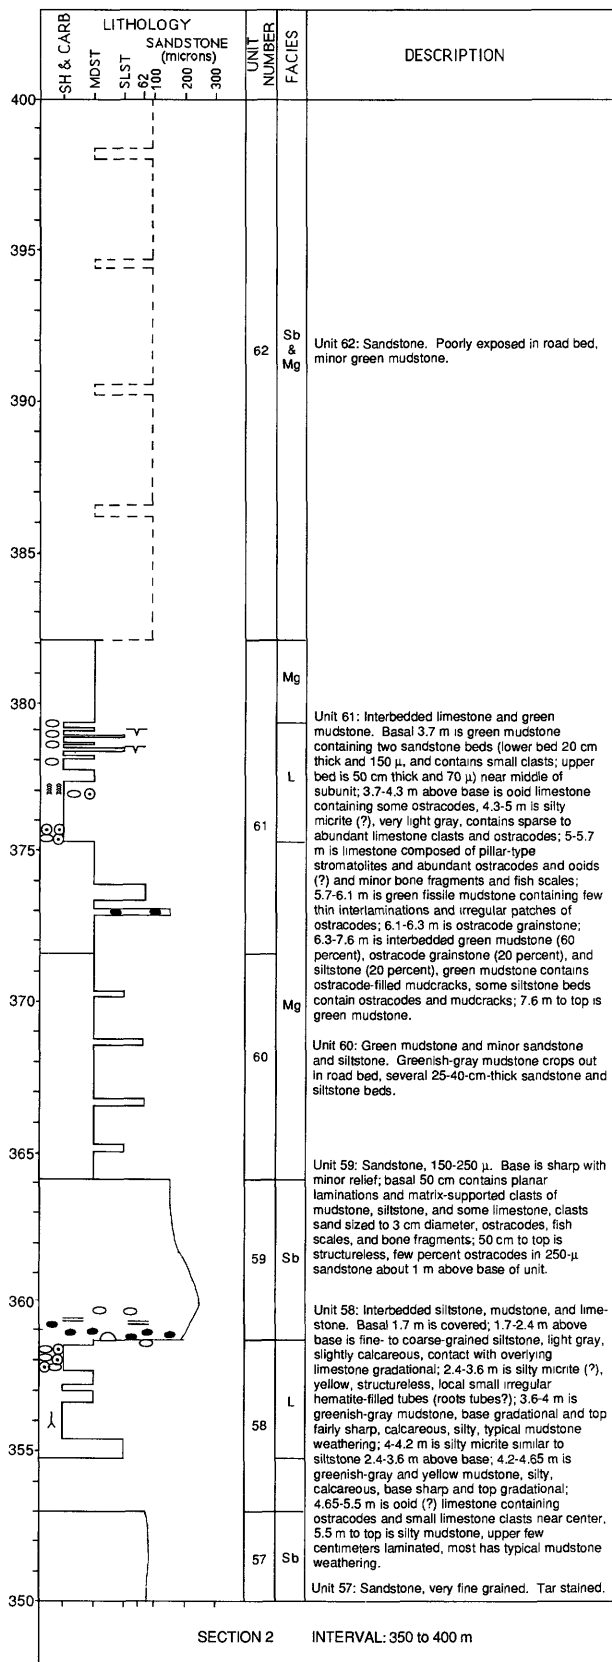 LITHOLOGY
SH & CARB
MDST
SLST
SANDSTONE
(microns)
62
100
200
300
UNIT
NUMBER
FACIES
DESCRIPTION
400
395
390
385
380
375
370
365
360
355
350
62
Sb
&
Mg
Unit 62: Sandstone. Poorly exposed in road bed,
minor green mudstone.
Mg
L
61
Mg
Unit 61: Interbedded limestone and green
mudstone. Basal 3.7 m is green mudstone
containing two sandstone beds (lower bed 20 cm
thick and 150 μ, and contains small clasts; upper
bed is 50 cm thick and 70 μ) near middle of
subunit; 3.7-4.3 m above base is ooid limestone
containing some ostracodes, 4.3-5 m is silty
micrite (?), very light gray, contains sparse to
abundant limestone clasts and ostracodes; 5-5.7
m is limestone composed of pillar-type
stromatolites and abundant ostracodes and ooids
(?) and minor bone fragments and fish scales;
5.7-6.1 m is green fissile mudstone containing few
thin interlaminations and irregular patches of
ostracodes; 6.1-6.3 m is ostracode grainstone;
6.3-7.6 m is interbedded green mudstone (60
percent), ostracode grainstone (20 percent), and
siltstone (20 percent), green mudstone contains
ostracode-filled mudcracks, some siltstone beds
contain ostracodes and mudcracks; 7.6 m to top is
green mudstone.
60
Unit 60: Green mudstone and minor sandstone
and siltstone. Greenish-gray mudstone crops out
in road bed, several 25-40-cm-thick sandstone and
siltstone beds.
59
Sb
Unit 59: Sandstone, 150-250 μ. Base is sharp with
minor relief; basal 50 cm contains planar
laminations and matrix-supported clasts of
mudstone, siltstone, and some limestone, clasts
sand sized to 3 cm diameter, ostracodes, fish
scales, and bone fragments; 50 cm to top is
structureless, few percent ostracodes in 250-μ
sandstone about 1 m above base of unit.
58
L
Unit 58: Interbedded siltstone, mudstone, and lime-
stone. Basal 1.7 m is covered; 1.7-2.4 m above
base is fine- to coarse-grained siltstone, light gray,
slightly calcareous, contact with overlying
limestone gradational; 2.4-3.6 m is silty micrite (?),
yellow, structureless, local small irregular
hematite-filled tubes (roots tubes?); 3.6-4 m is
greenish-gray mudstone, base gradational and top
fairly sharp, calcareous, silty, typical mudstone
weathering; 4-4.2 m is silty micrite similar to
siltstone 2.4-3.6 m above base; 4.2-4.65 m is
greenish-gray and yellow mudstone, silty,
calcareous, base sharp and top gradational;
4.65-5.5 m is ooid (?) limestone containing
ostracodes and small limestone clasts near center,
5.5 m to top is silty mudstone, upper few
centimeters laminated, most has typical mudstone
weathering.
57
Sb
Unit 57: Sandstone, very fine grained. Tar stained.
SECTION 2 INTERVAL: 350 to 400 m